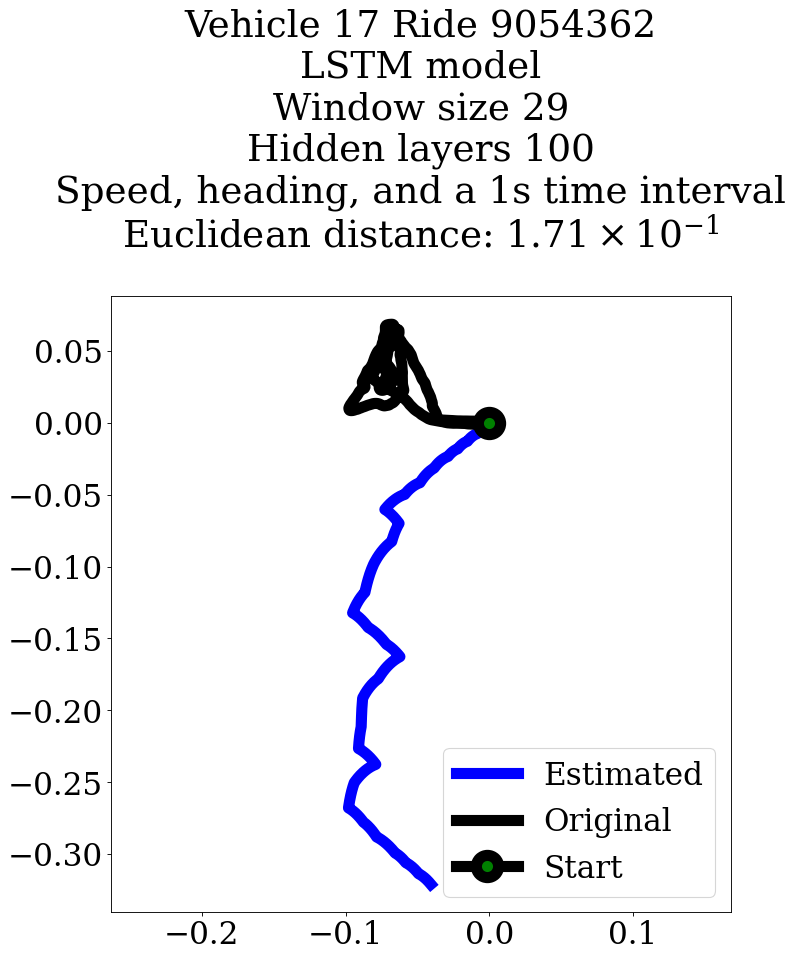 Vehicle 17 Ride 9054362
LSTM model
Window size 29
Hidden layers 100
Speed, heading, and a 1s time interval
Euclidean distance: 1.71 × 10⁻¹
0.05
0.00
−0.05
−0.10
−0.15
−0.20
−0.25
−0.30
Estimated
Original
Start
−0.2 −0.1 0.0 0.1